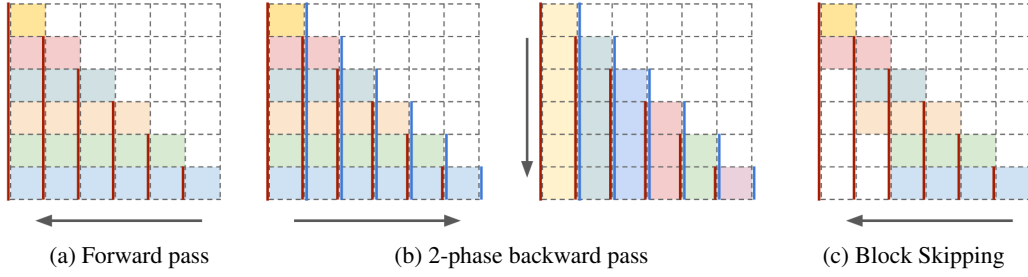 (a) Forward pass
(b) 2-phase backward pass
(c) Block Skipping